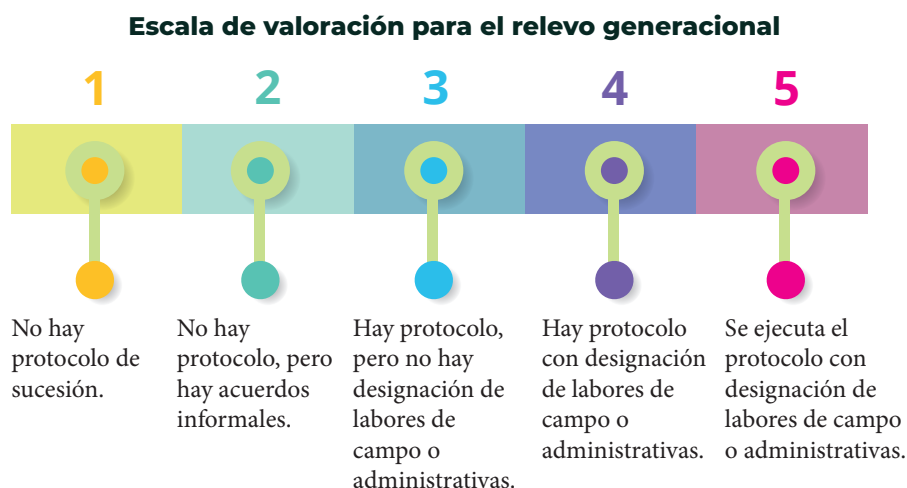 Escala de valoración para el relevo generacional
1
2
3
4
5
No hay
protocolo de
sucesión.
No hay
protocolo, pero
hay acuerdos
informales.
Hay protocolo,
pero no hay
designación de
labores de
campo o
administrativas.
Hay protocolo
con designación
de labores de
campo o
administrativas.
Se ejecuta el
protocolo con
designación de
labores de campo
o administrativas.